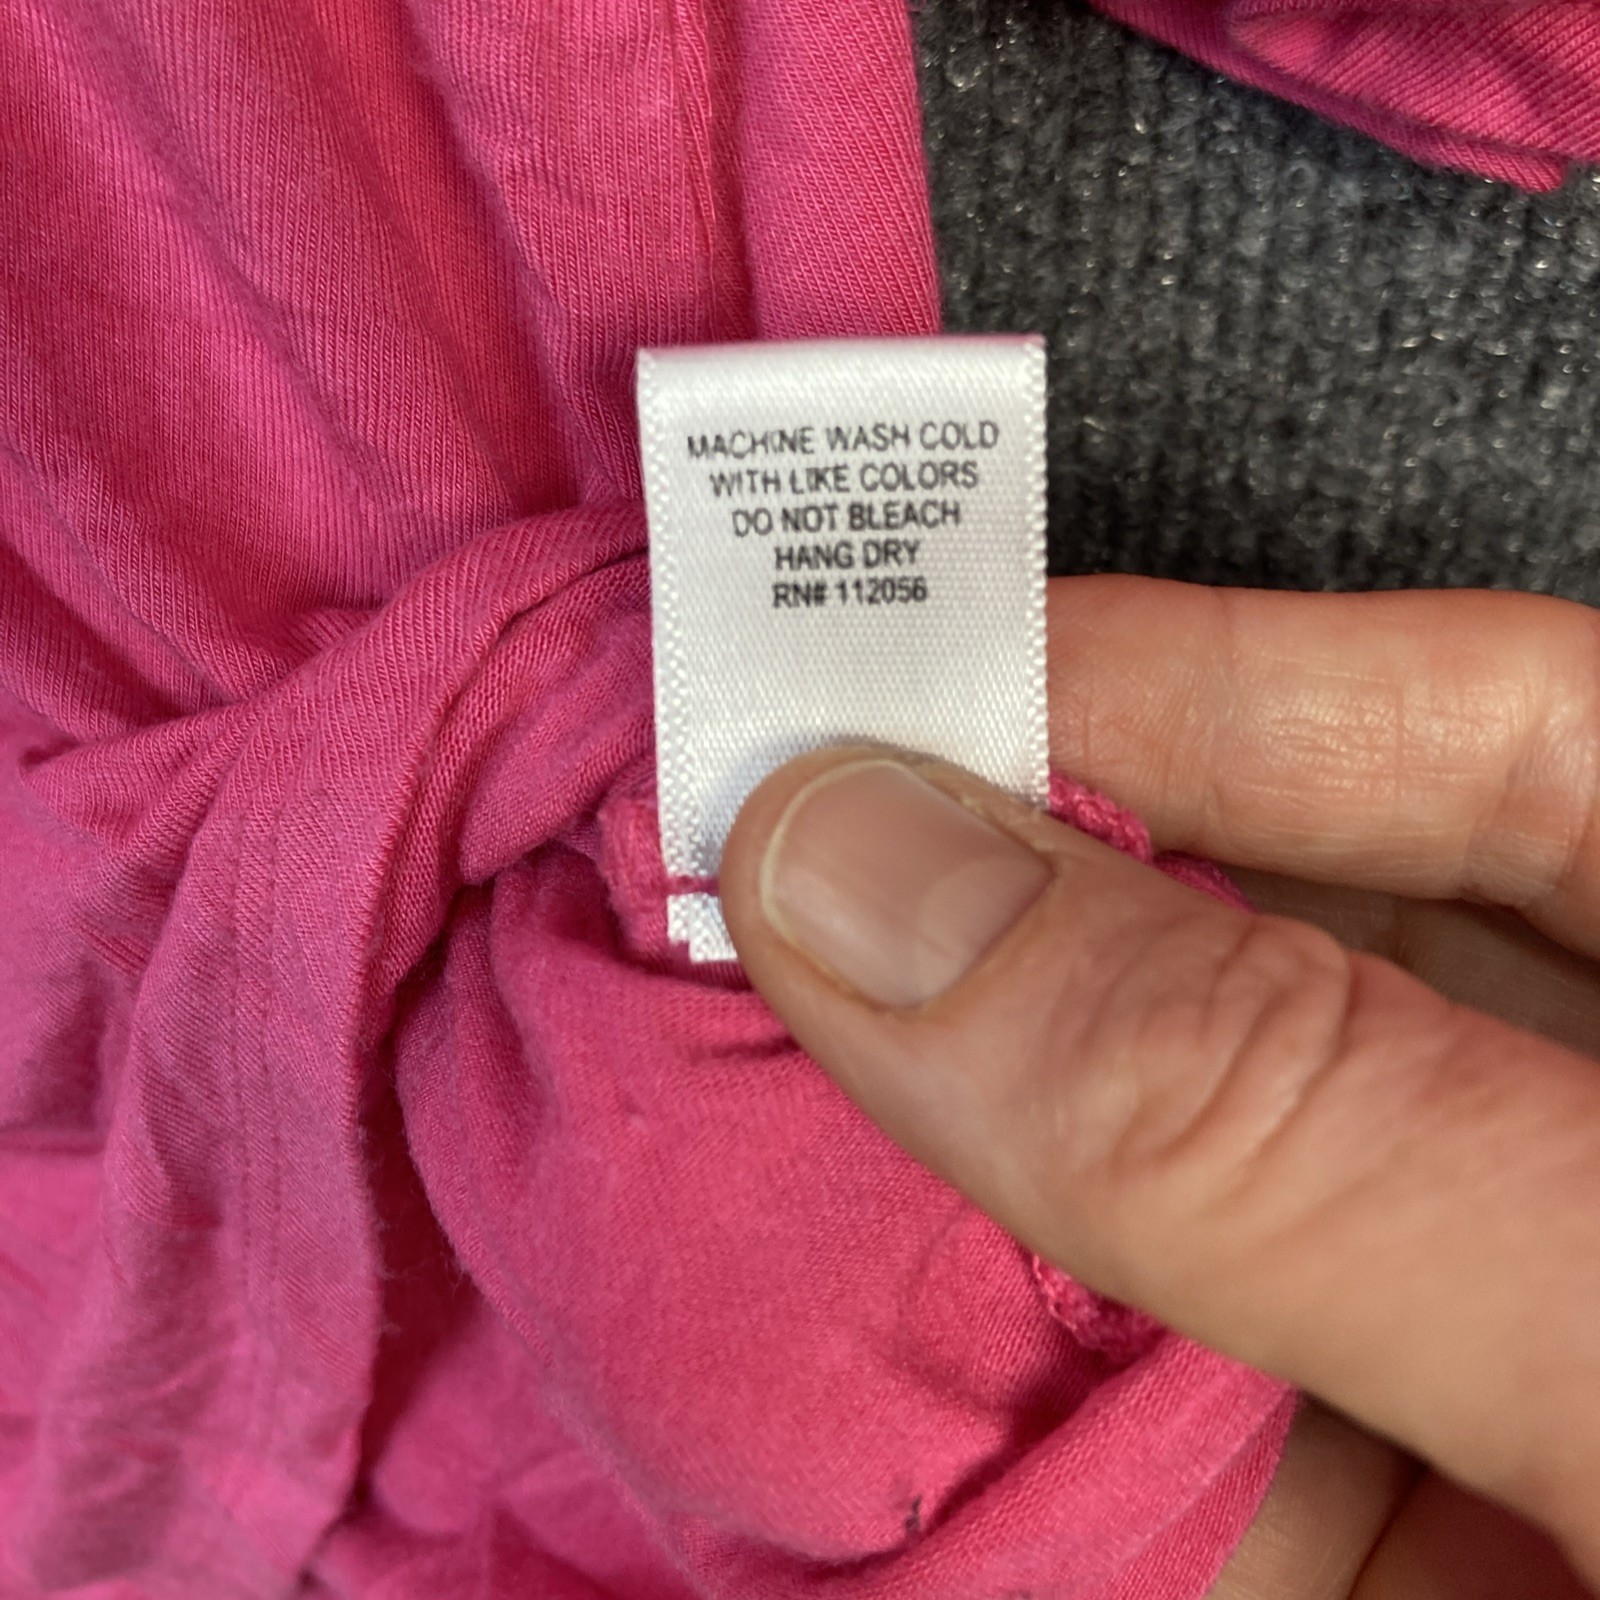 MACHINE WASH COLD
WITH LIKE COLORS
DO NOT BLEACH
HANG DRY
RN# 112056